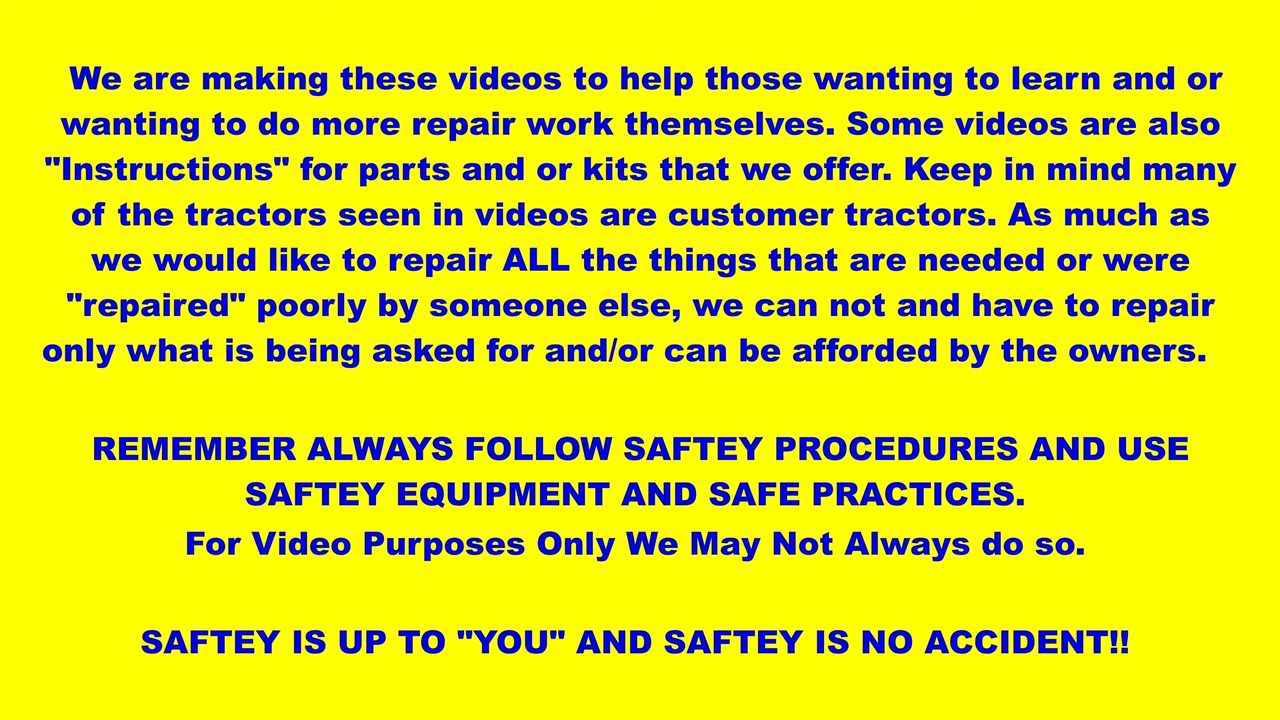 We are making these videos to help those wanting to learn and or
wanting to do more repair work themselves. Some videos are also
"Instructions" for parts and or kits that we offer. Keep in mind many
of the tractors seen in videos are customer tractors. As much as
we would like to repair ALL the things that are needed or were
"repaired" poorly by someone else, we can not and have to repair
only what is being asked for and/or can be afforded by the owners.
REMEMBER ALWAYS FOLLOW SAFTEY PROCEDURES AND USE
SAFTEY EQUIPMENT AND SAFE PRACTICES.
For Video Purposes Only We May Not Always do so.
SAFTEY IS UP TO "YOU" AND SAFTEY IS NO ACCIDENT!!